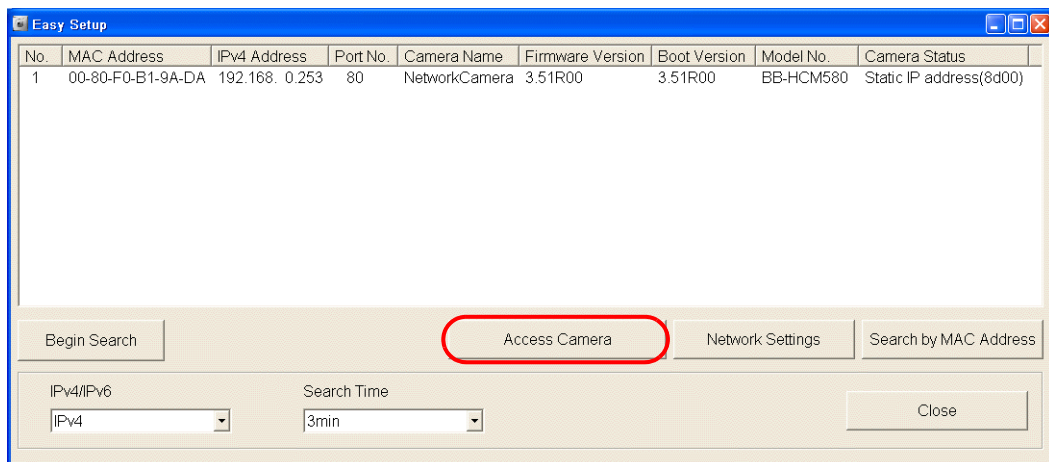 Easy Setup
No. MAC Address IPv4 Address Port No. Camera Name Firmware Version Boot Version Model No. Camera Status
1 00-80-F0-B1-9A-DA 192.168. 0.253 80 NetworkCamera 3.51R00 3.51R00 BB-HCM580 Static IP address(8d00)
Begin Search Access Camera Network Settings Search by MAC Address
IPv4/IPv6 Search Time
IPv4 3min Close